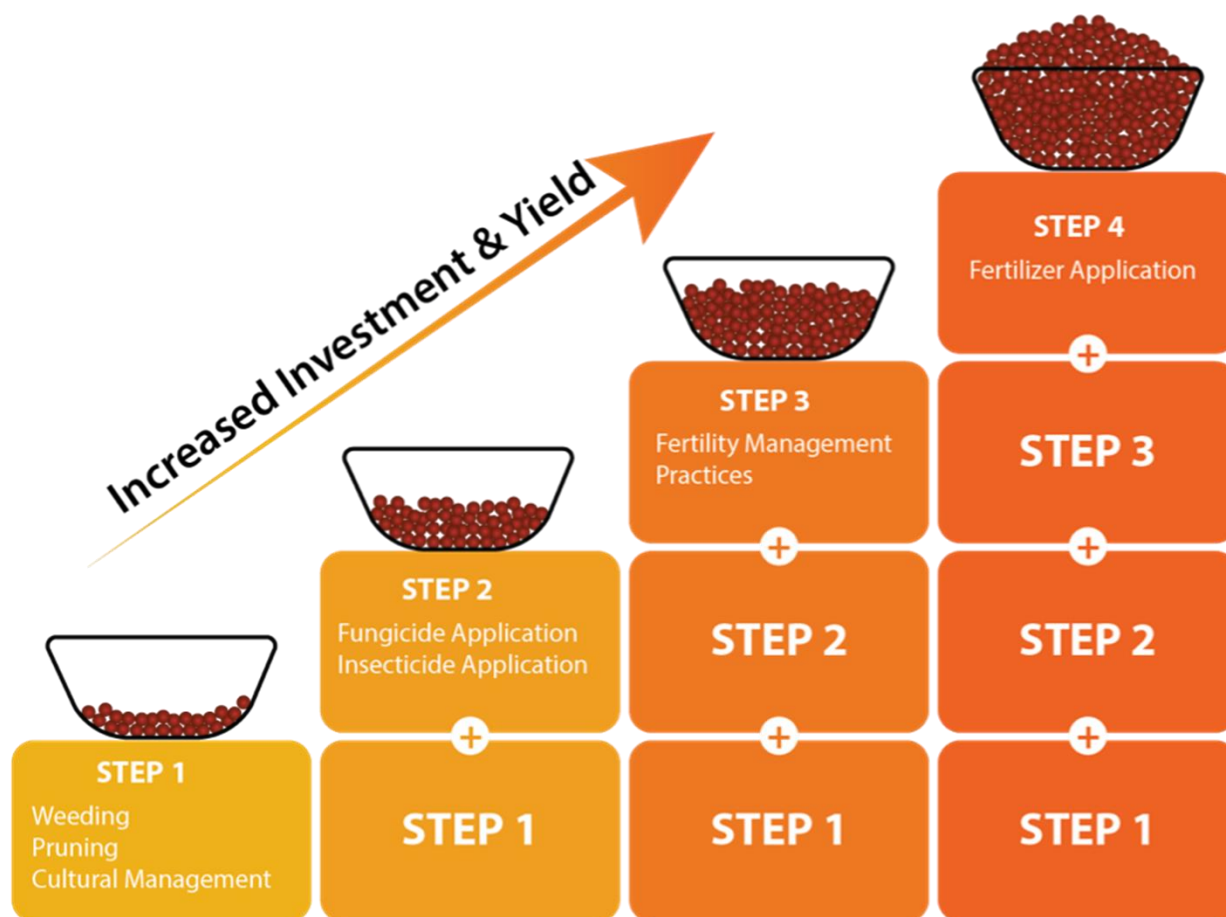 Increased Investment & Yield
STEP 4
Fertilizer Application
+
STEP 3
Fertility Management
Practices
STEP 3
+
+
STEP 2
Fungicide Application
Insecticide Application
STEP 2
STEP 2
+
+
+
STEP 1
Weeding
Pruning
Cultural Management
STEP 1
STEP 1
STEP 1